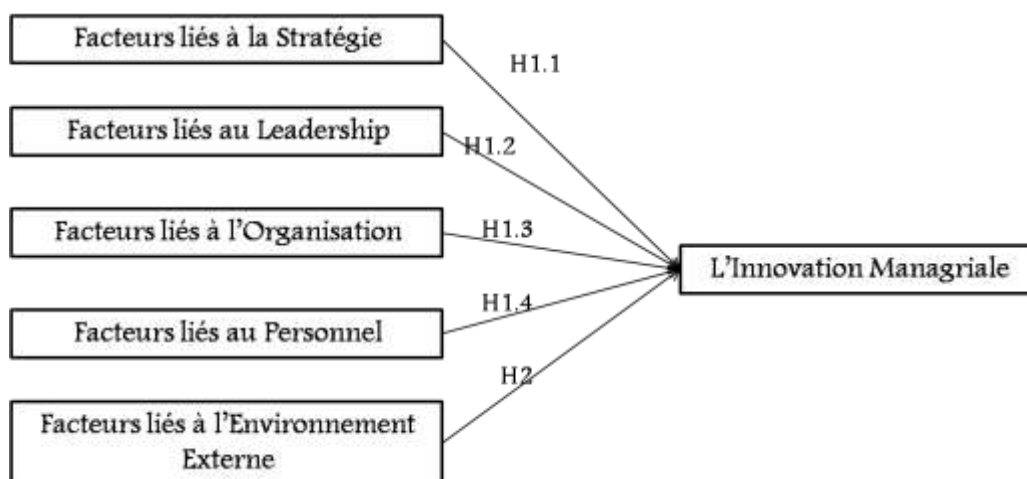 Facteurs liés à la Stratégie
H1.1
Facteurs liés au Leadership
H1.2
Facteurs liés à l'Organisation
H1.3
L'Innovation Managriale
H1.4
Facteurs liés au Personnel
H2
Facteurs liés à l'Environnement
Externe